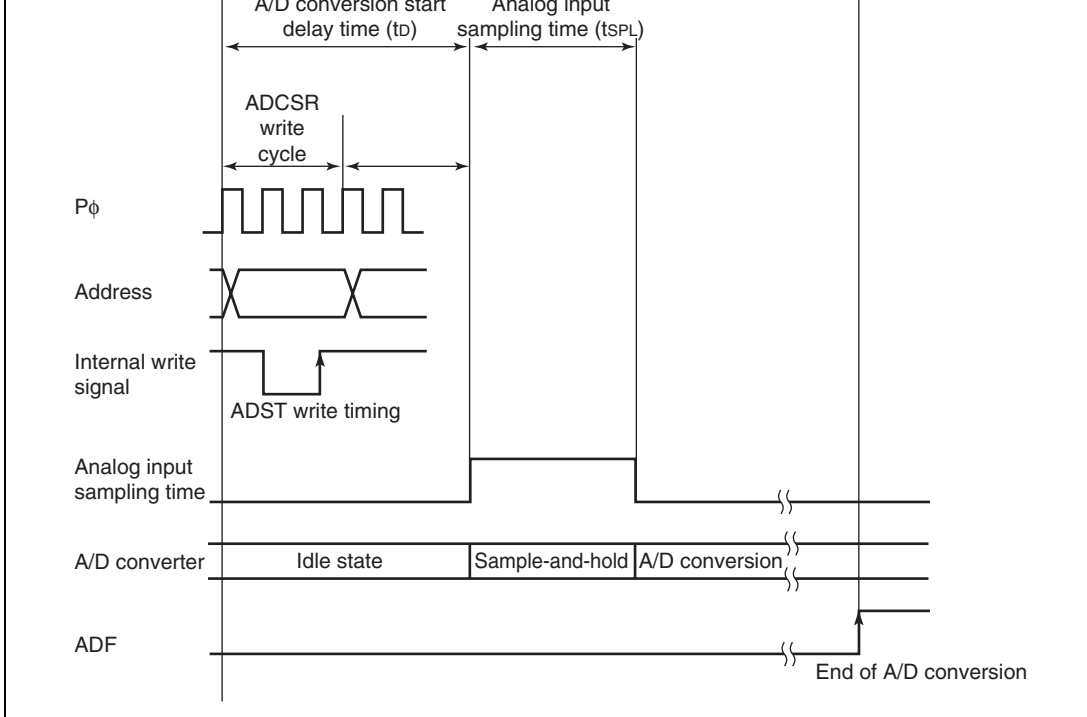 A/D conversion start
delay time (tD)
Analog input
sampling time (tSPL)
ADCSR
write
cycle
Pϕ
Address
Internal write
signal
ADST write timing
Analog input
sampling time
A/D converter
Idle state
Sample-and-hold
A/D conversion
ADF
End of A/D conversion